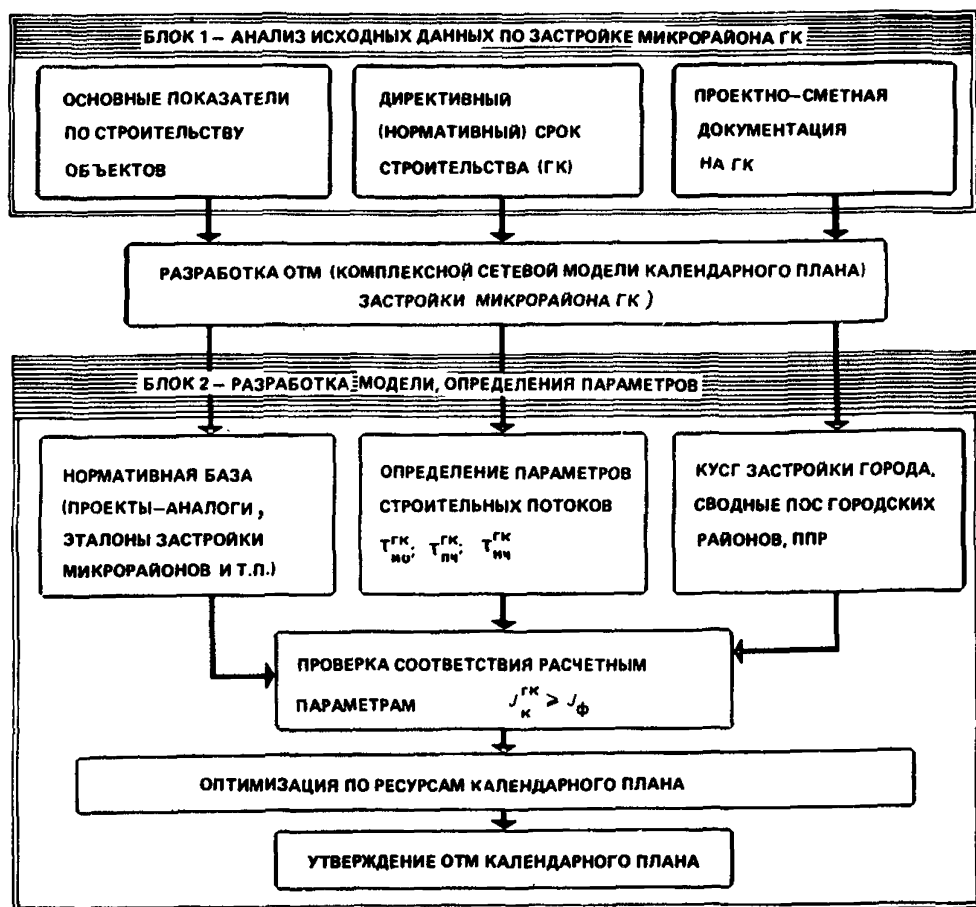 БЛОК 1 – АНАЛИЗ ИСХОДНЫХ ДАННЫХ ПО ЗАСТРОЙКЕ МИКРОРАЙОНА ГК
ОСНОВНЫЕ ПОКАЗАТЕЛИ
ПО СТРОИТЕЛЬСТВУ
ОБЪЕКТОВ
ДИРЕКТИВНЫЙ
(НОРМАТИВНЫЙ) СРОК
СТРОИТЕЛЬСТВА (ГК)
ПРОЕКТНО–СМЕТНАЯ
ДОКУМЕНТАЦИЯ
НА ГК
РАЗРАБОТКА ОТМ (КОМПЛЕКСНОЙ СЕТЕВОЙ МОДЕЛИ КАЛЕНДАРНОГО ПЛАНА)
ЗАСТРОЙКИ МИКРОРАЙОНА ГК )
БЛОК 2 – РАЗРАБОТКА МОДЕЛИ, ОПРЕДЕЛЕНИЯ ПАРАМЕТРОВ
НОРМАТИВНАЯ БАЗА
(ПРОЕКТЫ–АНАЛОГИ,
ЭТАЛОНЫ ЗАСТРОЙКИ
МИКРОРАЙОНОВ И Т.П.)
ОПРЕДЕЛЕНИЕ ПАРАМЕТРОВ
СТРОИТЕЛЬНЫХ ПОТОКОВ
КУСГ ЗАСТРОЙКИ ГОРОДА.
СВОДНЫЕ ПОС ГОРОДСКИХ
РАЙОНОВ, ППР
ПРОВЕРКА СООТВЕТСТВИЯ РАСЧЕТНЫМ
ПАРАМЕТРАМ J_К^ГК ⩾ J_Ф
ОПТИМИЗАЦИЯ ПО РЕСУРСАМ КАЛЕНДАРНОГО ПЛАНА
УТВЕРЖДЕНИЕ ОТМ КАЛЕНДАРНОГО ПЛАНА